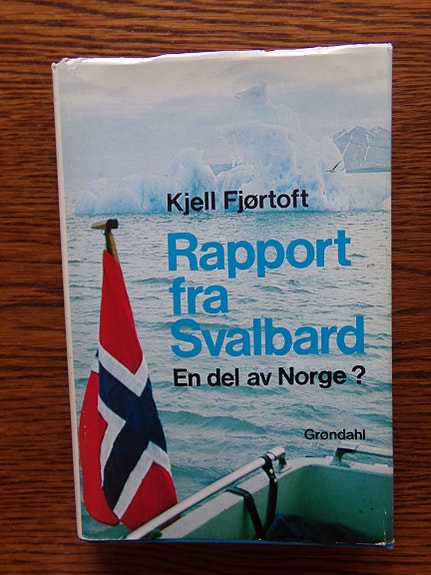 Kjell Fjørtoft
Rapport
fra
Svalbard
En del av Norge?
Grøndahl